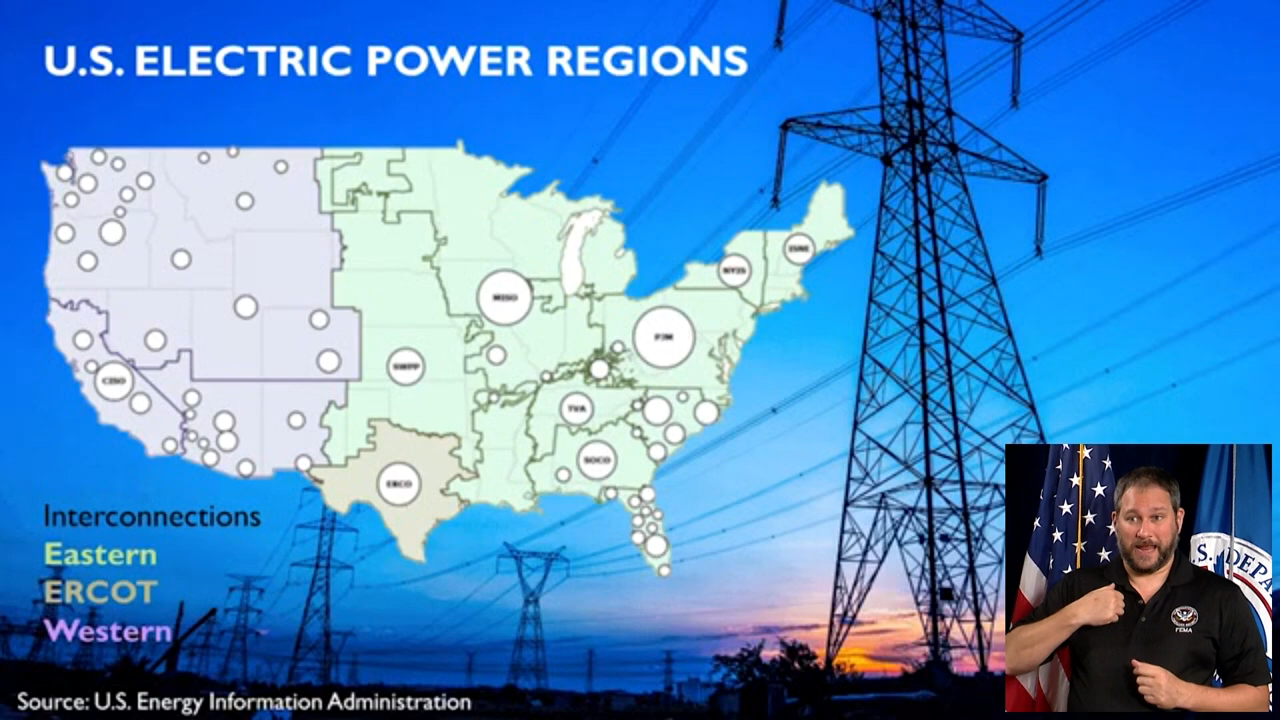 U.S. ELECTRIC POWER REGIONS
ISNE
NYIS
MISO
PJM
SWPP
CISO
TVA
SOCO
ERCO
Interconnections
Eastern
ERCOT
Western
S. DEPA
FEMA
Source: U.S. Energy Information Administration